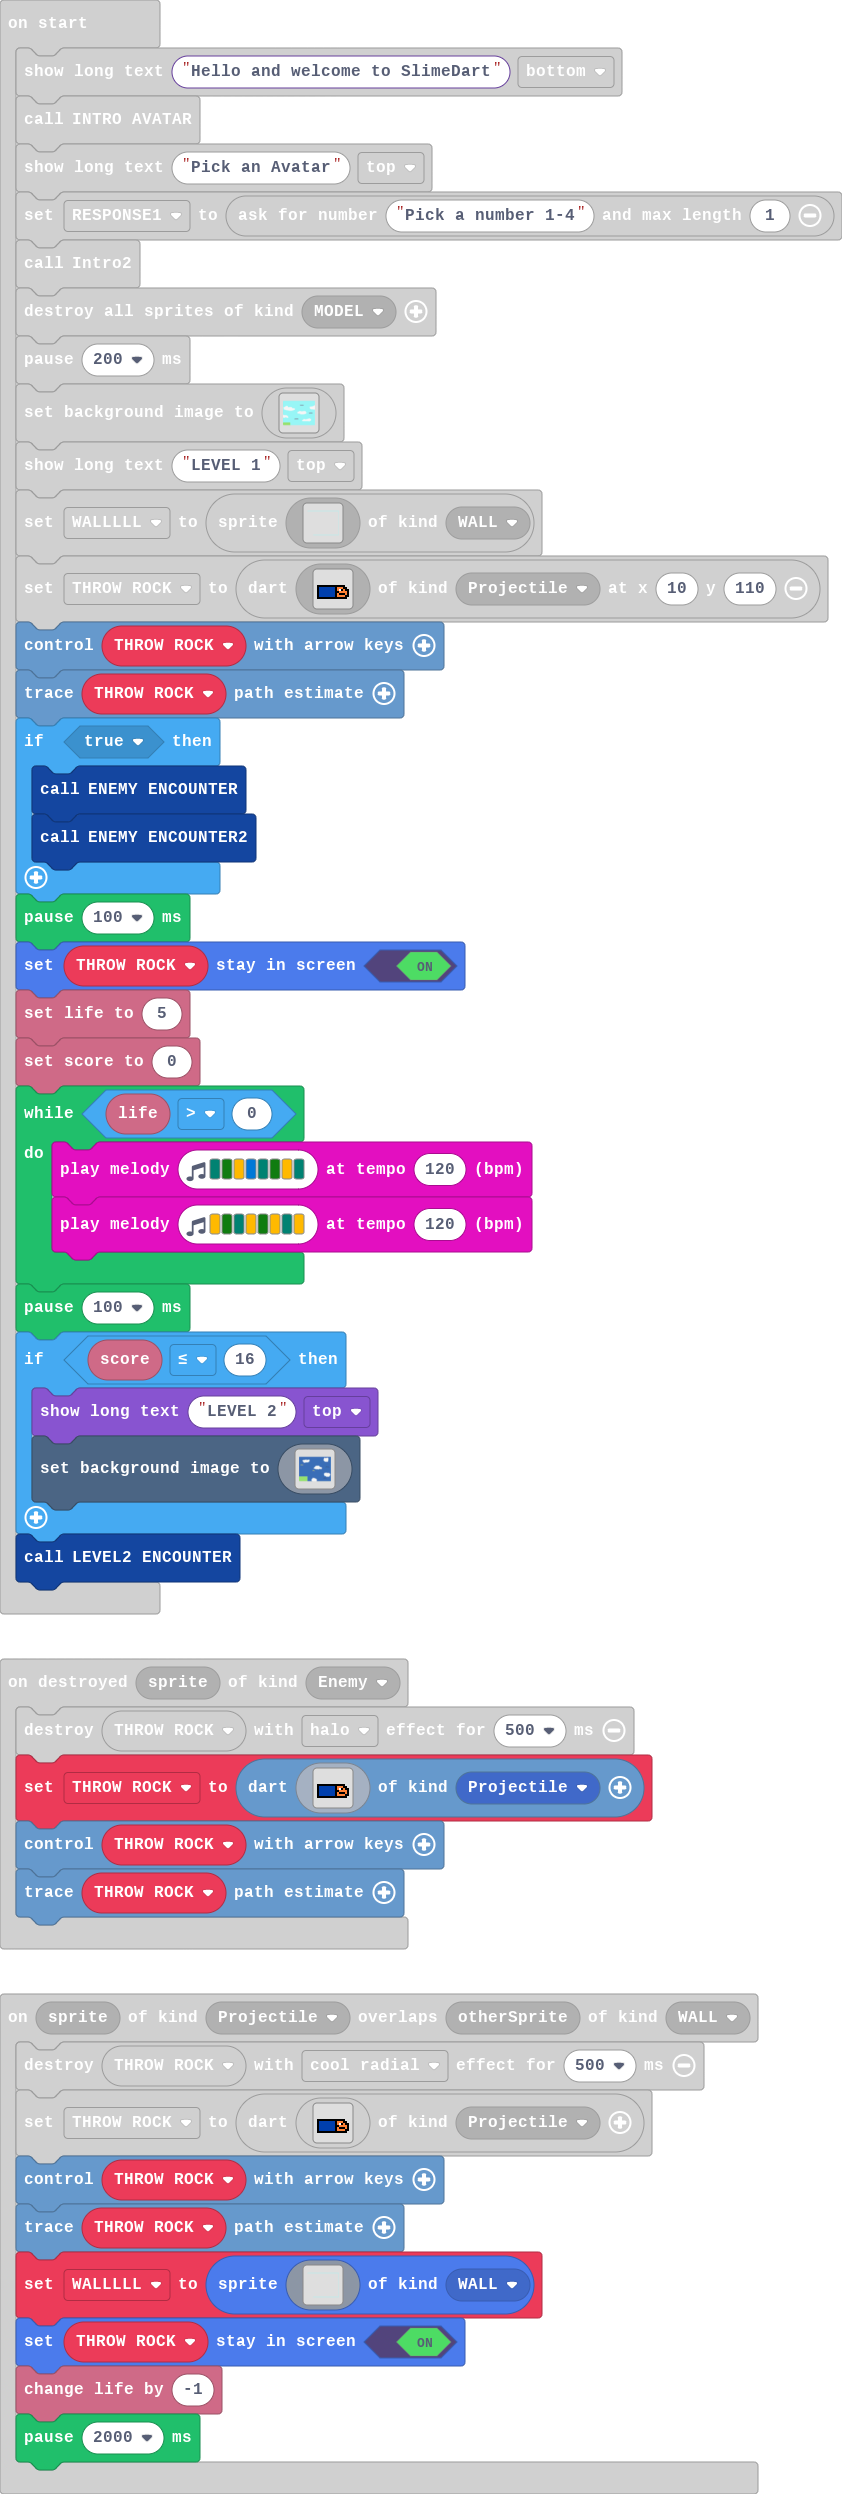 on start
show long text "Hello and welcome to SlimeDart" bottom
call INTRO AVATAR
show long text "Pick an Avatar" top
set RESPONSE1 to ask for number "Pick a number 1-4" and max length 1
call Intro2
destroy all sprites of kind MODEL
pause 200 ms
set background image to
show long text "LEVEL 1" top
set WALLLLL to sprite of kind WALL
set THROW ROCK to dart of kind Projectile at x 10 y 110
control THROW ROCK with arrow keys
trace THROW ROCK path estimate
if true then
call ENEMY ENCOUNTER
call ENEMY ENCOUNTER2
pause 100 ms
set THROW ROCK stay in screen ON
set life to 5
set score to 0
while life > 0
do
play melody at tempo 120 (bpm)
play melody at tempo 120 (bpm)
pause 100 ms
if score ≤ 16 then
show long text "LEVEL 2" top
set background image to
call LEVEL2 ENCOUNTER
on destroyed sprite of kind Enemy
destroy THROW ROCK with halo effect for 500 ms
set THROW ROCK to dart of kind Projectile
control THROW ROCK with arrow keys
trace THROW ROCK path estimate
on sprite of kind Projectile overlaps otherSprite of kind WALL
destroy THROW ROCK with cool radial effect for 500 ms
set THROW ROCK to dart of kind Projectile
control THROW ROCK with arrow keys
trace THROW ROCK path estimate
set WALLLLL to sprite of kind WALL
set THROW ROCK stay in screen ON
change life by -1
pause 2000 ms